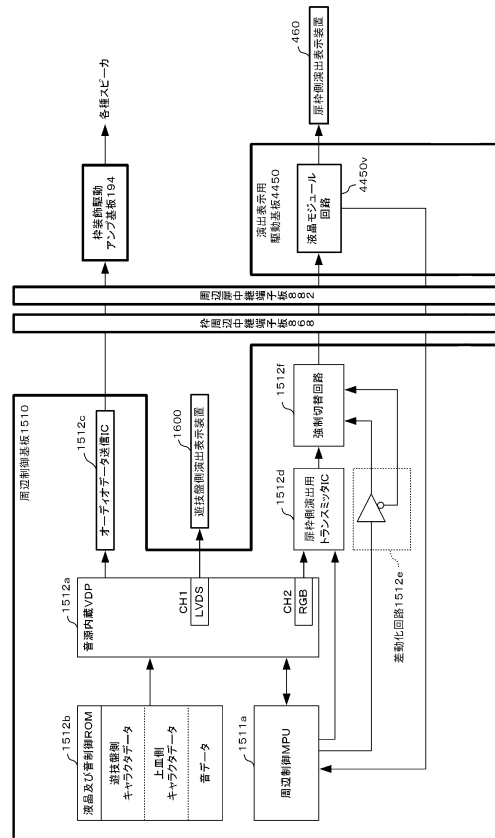 周辺制御基板1510
1512b
液晶及び音制御ROM
遊技盤側
キャラクタデータ
上皿側
キャラクタデータ
音データ
1512a
音源内蔵VDP
CH1
LVDS
CH2
RGB
1512c
オーディオデータ送信IC
枠装飾駆動
アンプ基板194
各種スピーカ
1600
遊技盤側演出表示装置
1511a
周辺制御MPU
1512d
扉枠側演出用
トランスミッタIC
1512f
強制切替回路
差動化回路1512e
枠周辺中継端子板868
周辺扉中継端子板882
演出表示用
駆動基板4450
液晶モジュール
回路
4450v
460
扉枠側演出表示装置